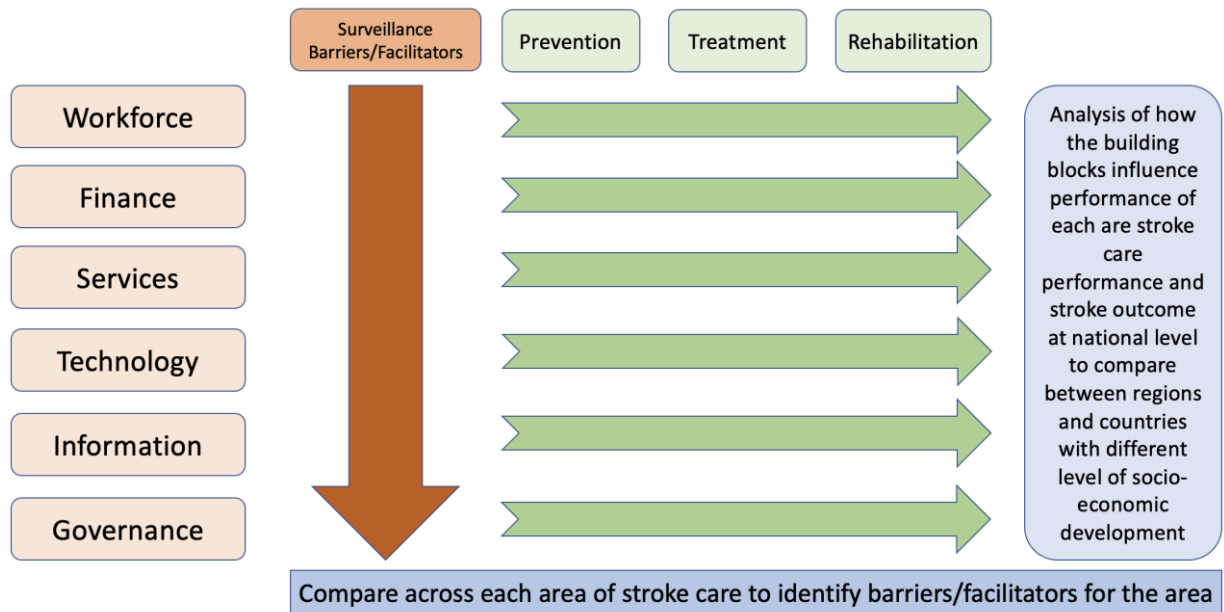 Surveillance
Barriers/Facilitators
Prevention
Treatment
Rehabilitation
Workforce
Finance
Services
Technology
Information
Governance
Analysis of how
the building
blocks influence
performance of
each are stroke
care
performance and
stroke outcome
at national level
to compare
between regions
and countries
with different
level of socio-
economic
development
Compare across each area of stroke care to identify barriers/facilitators for the area